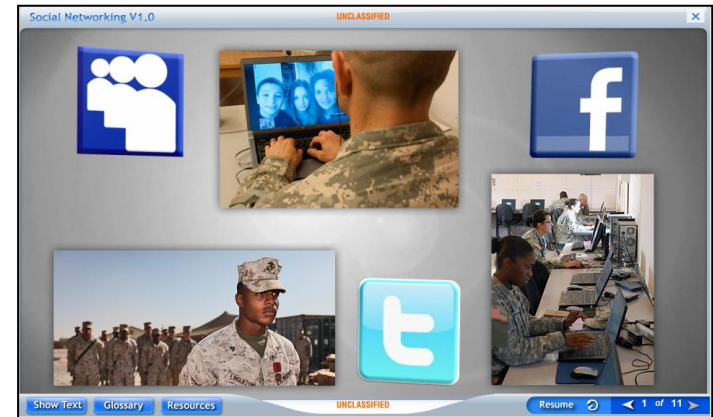 Social Networking V1.0
UNCLASSIFIED
f
t
Show Text
Glossary
Resources
UNCLASSIFIED
Resume
1 of 11